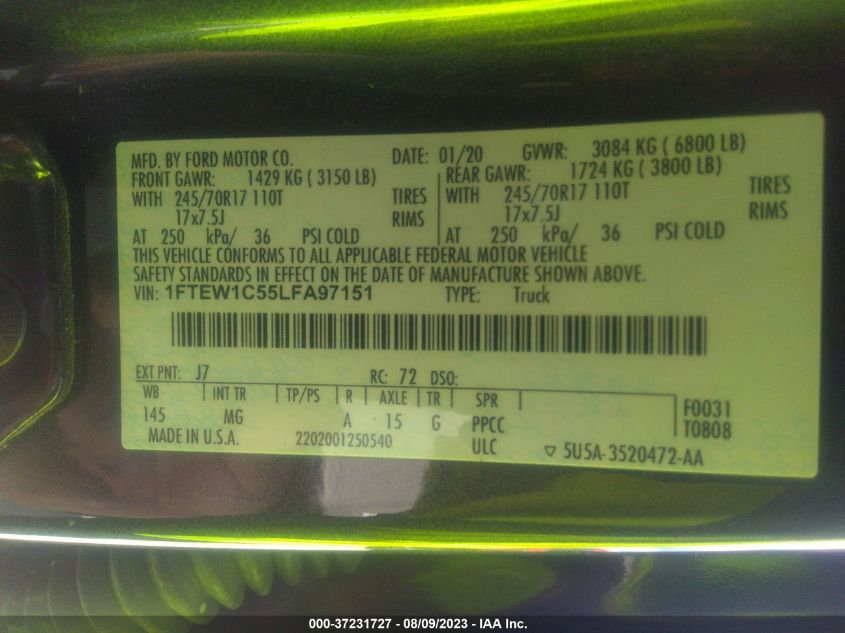 MFD. BY FORD MOTOR CO. DATE: 01/20 GVWR: 3084 KG ( 6800 LB)
FRONT GAWR: 1429 KG ( 3150 LB) REAR GAWR: 1724 KG ( 3800 LB)
WITH 245/70R17 110T TIRES WITH 245/70R17 110T TIRES
17x7.5J RIMS 17x7.5J RIMS
AT 250 kPa/ 36 PSI COLD AT 250 kPa/ 36 PSI COLD
THIS VEHICLE CONFORMS TO ALL APPLICABLE FEDERAL MOTOR VEHICLE
SAFETY STANDARDS IN EFFECT ON THE DATE OF MANUFACTURE SHOWN ABOVE.
VIN: 1FTEW1C55LFA97151 TYPE: Truck
EXT PNT: J7 RC: 72 DSO:
WB INT TR TP/PS R AXLE TR SPR F0031
145 MG A 15 G PPCC T0808
MADE IN U.S.A. 2202001250540 ULC 5U5A-3520472-AA
000-37231727 - 08/09/2023 - IAA Inc.